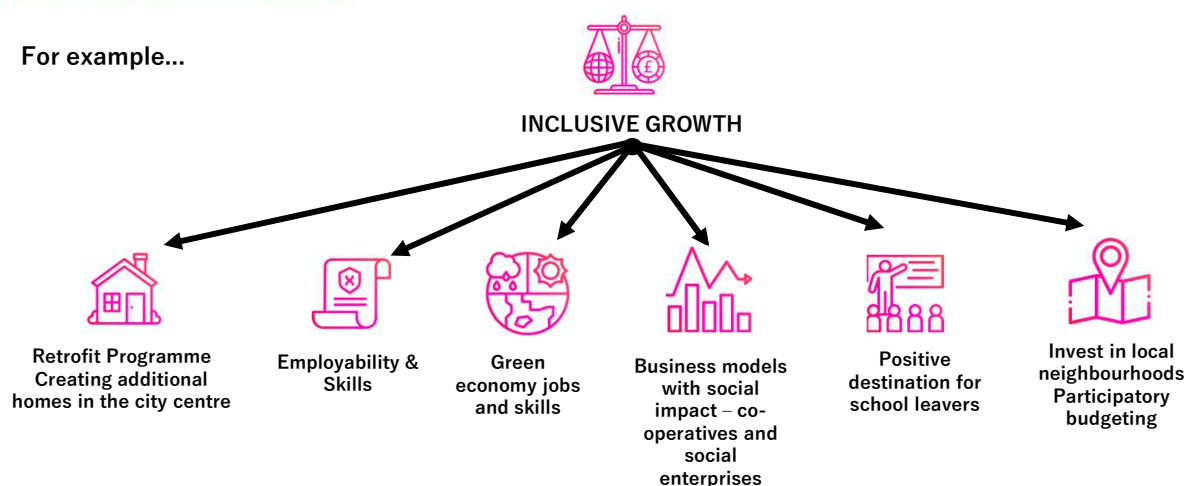 For example...
£
INCLUSIVE GROWTH
Retrofit Programme
Creating additional
homes in the city centre
Employability &
Skills
Green
economy jobs
and skills
Business models
with social
impact – co-
operatives and
social
enterprises
Positive
destination for
school leavers
Invest in local
neighbourhoods
Participatory
budgeting